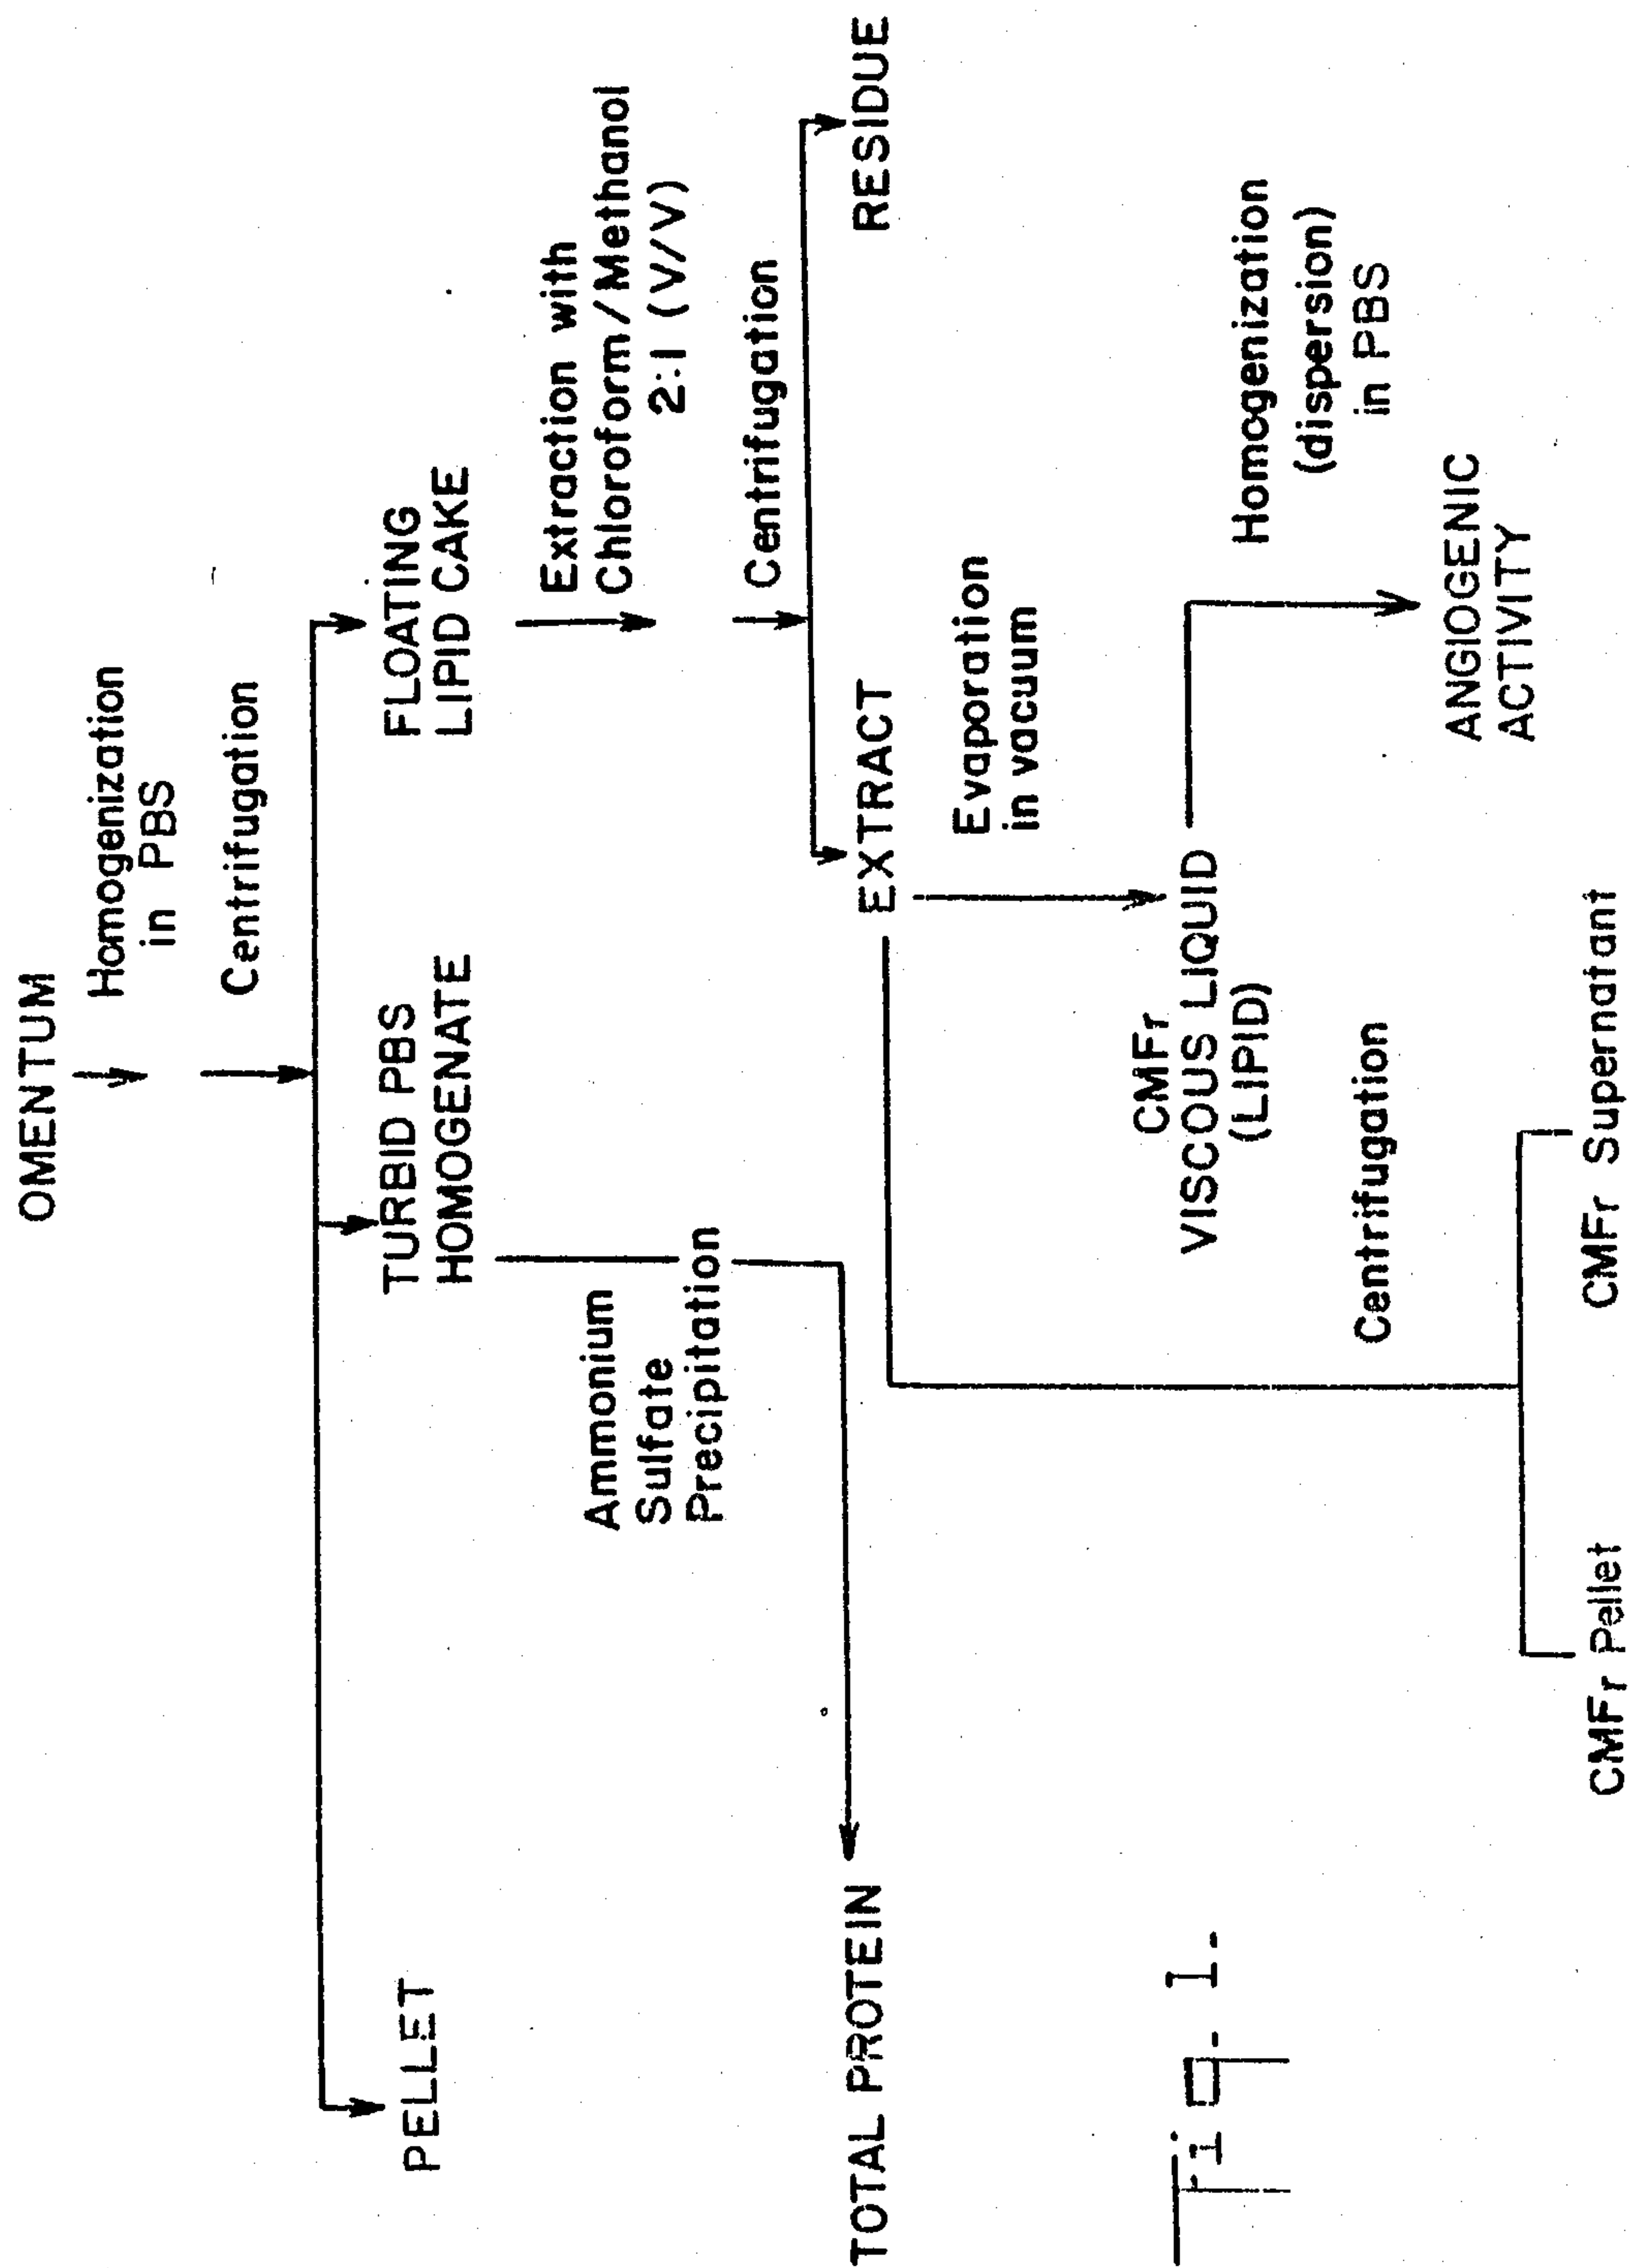 OMENTUM
Homogenization
in PBS
Centrifugation
PELLET
TURBID PBS
HOMOGENATE
FLOATING
LIPID CAKE
Ammonium
Sulfate
Precipitation
Extraction with
Chloroform/Methanol
2:1 (V/V)
Centrifugation
TOTAL PROTEIN
EXTRACT
RESIDUE
Evaporation
in vacuum
CMFr
VISCOUS LIQUID
(LIPID)
Homogenization
(dispersion)
in PBS
Centrifugation
ANGIOGENIC
ACTIVITY
CMFr Pellet
CMFr Supernatant
Fig. 1.